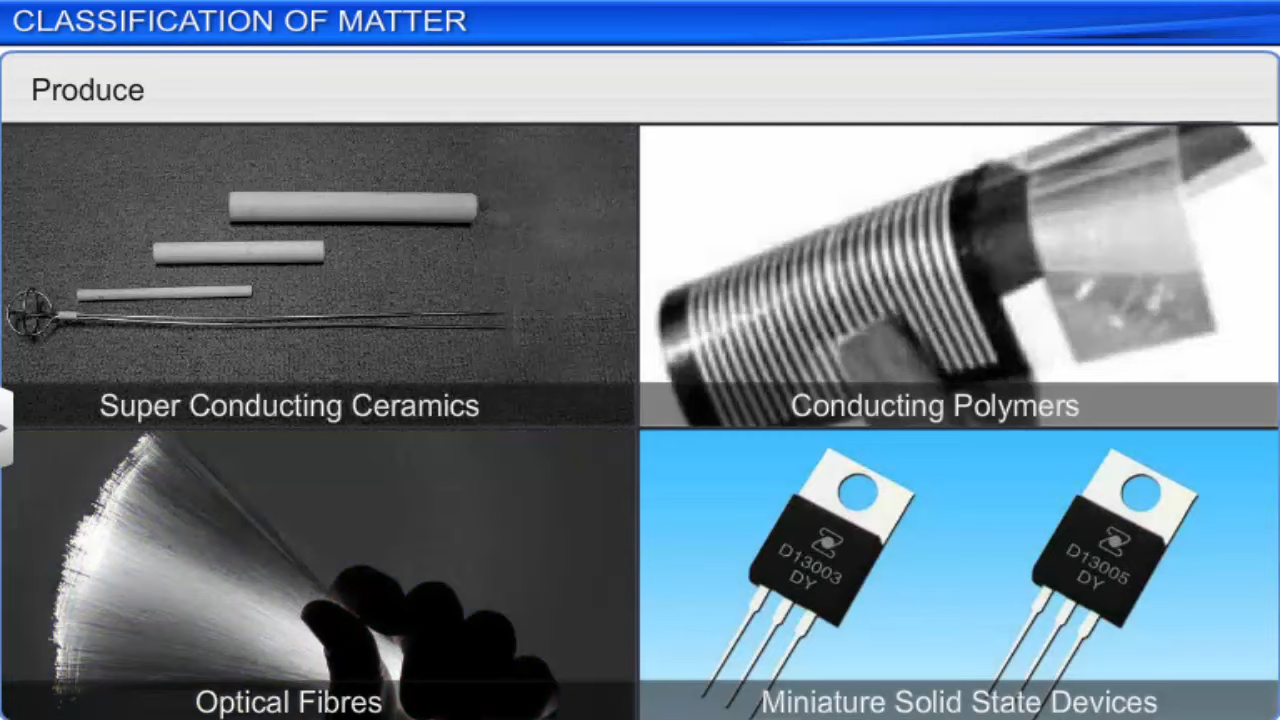 CLASSIFICATION OF MATTER
Produce
Super Conducting Ceramics
Conducting Polymers
D13003
DY
D13005
DY
Optical Fibres
Miniature Solid State Devices